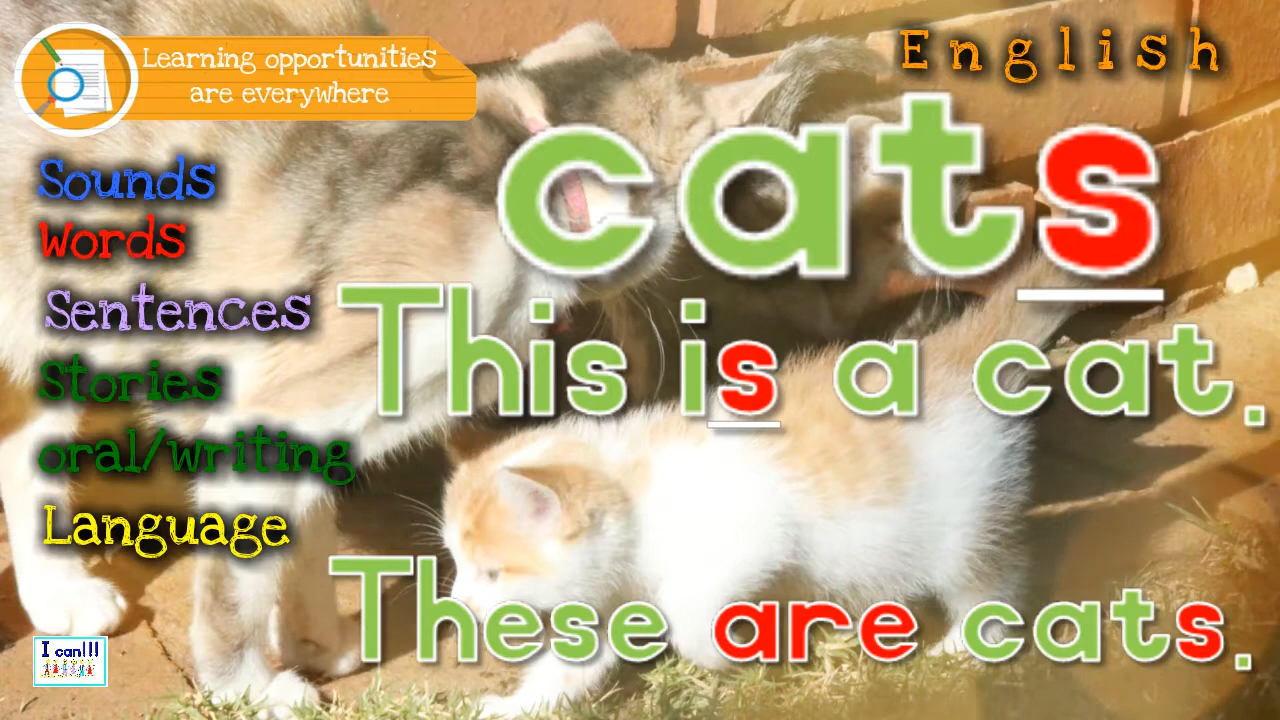 Learning opportunities
are everywhere
English
Sounds
Words
Sentences
Stories
oral/writing
Language
cats
This is a cat.
These are cats.
I can!!!